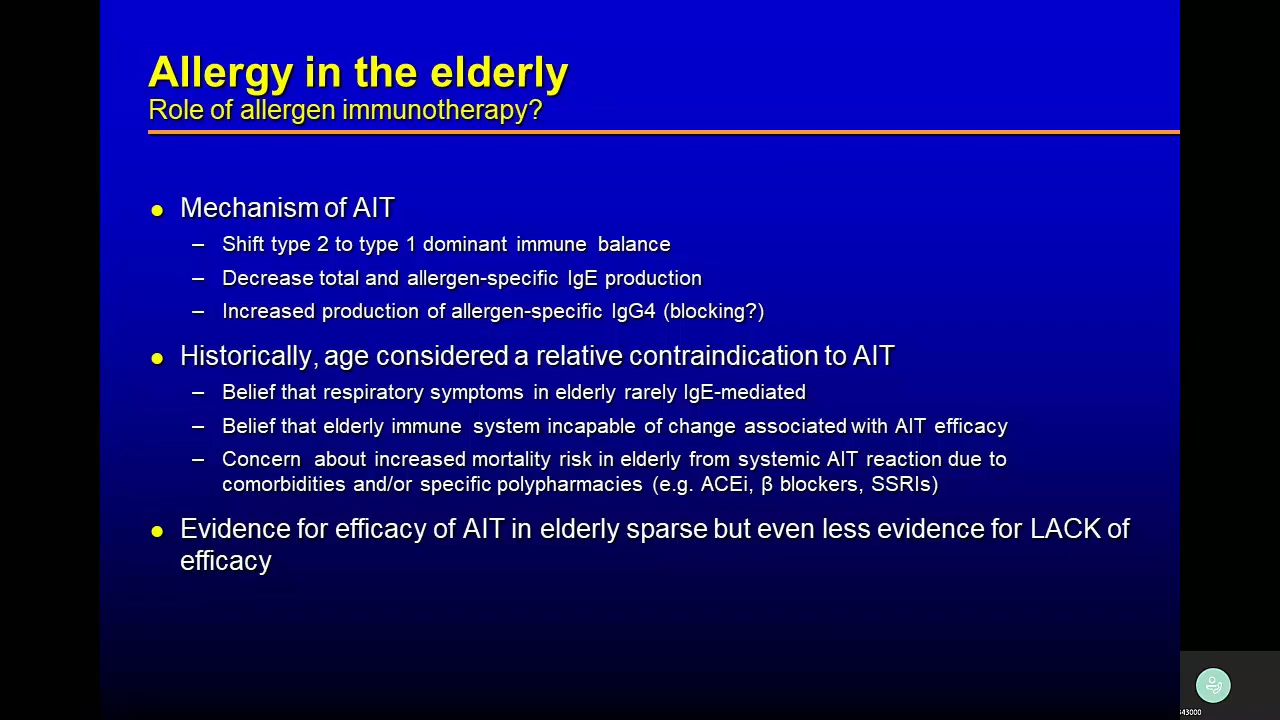 Allergy in the elderly
Role of allergen immunotherapy?
● Mechanism of AIT
– Shift type 2 to type 1 dominant immune balance
– Decrease total and allergen-specific IgE production
– Increased production of allergen-specific IgG4 (blocking?)
● Historically, age considered a relative contraindication to AIT
– Belief that respiratory symptoms in elderly rarely IgE-mediated
– Belief that elderly immune system incapable of change associated with AIT efficacy
– Concern about increased mortality risk in elderly from systemic AIT reaction due to
comorbidities and/or specific polypharmacies (e.g. ACEi, β blockers, SSRIs)
● Evidence for efficacy of AIT in elderly sparse but even less evidence for LACK of
efficacy